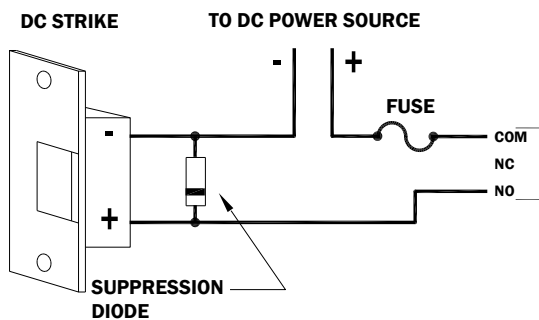 DC STRIKE
TO DC POWER SOURCE
- +
FUSE
- COM
NC
+ NO
SUPPRESSION
DIODE